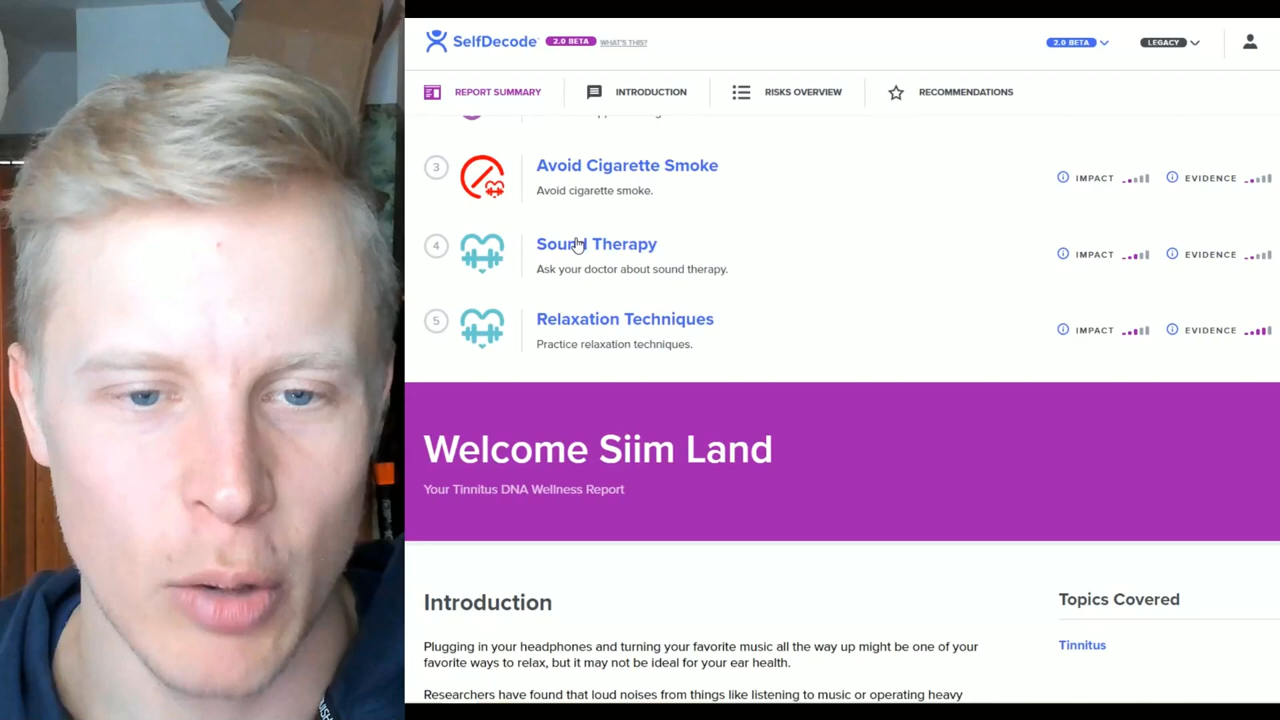 SelfDecode 2.0 BETA WHAT'S THIS? 2.0 BETA LEGACY
REPORT SUMMARY INTRODUCTION RISKS OVERVIEW RECOMMENDATIONS
3 Avoid Cigarette Smoke
Avoid cigarette smoke.
IMPACT EVIDENCE
4 Sound Therapy
Ask your doctor about sound therapy.
IMPACT EVIDENCE
5 Relaxation Techniques
Practice relaxation techniques.
IMPACT EVIDENCE
Welcome Siim Land
Your Tinnitus DNA Wellness Report
Introduction
Plugging in your headphones and turning your favorite music all the way up might be one of your
favorite ways to relax, but it may not be ideal for your ear health.
Researchers have found that loud noises from things like listening to music or operating heavy
Topics Covered
Tinnitus